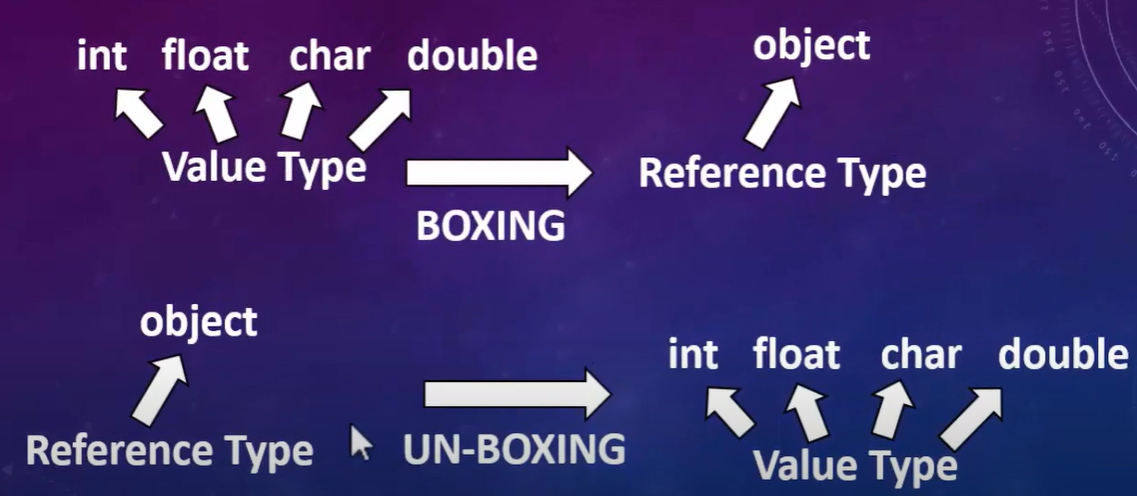 int float char double
object
Value Type
Reference Type
BOXING
object
int float char double
Reference Type
UN-BOXING
Value Type